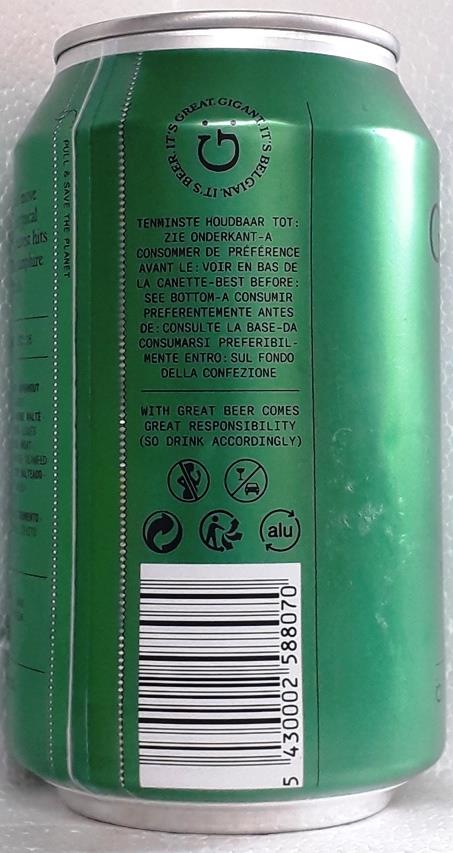 IT'S GREAT. GIGANT. IT'S BELGIAN. IT'S BEER.
G
PULL & SAVE THE PLANET
TENMINSTE HOUDBAAR TOT:
ZIE ONDERKANT-A
CONSOMMER DE PRÉFÉRENCE
AVANT LE: VOIR EN BAS DE
LA CANETTE-BEST BEFORE:
SEE BOTTOM-A CONSUMIR
PREFERENTEMENTE ANTES
DE: CONSULTE LA BASE-DA
CONSUMARSI PREFERIBIL-
MENTE ENTRO: SUL FONDO
DELLA CONFEZIONE
WITH GREAT BEER COMES
GREAT RESPONSIBILITY
(SO DRINK ACCORDINGLY)
alu
5 430002 588070